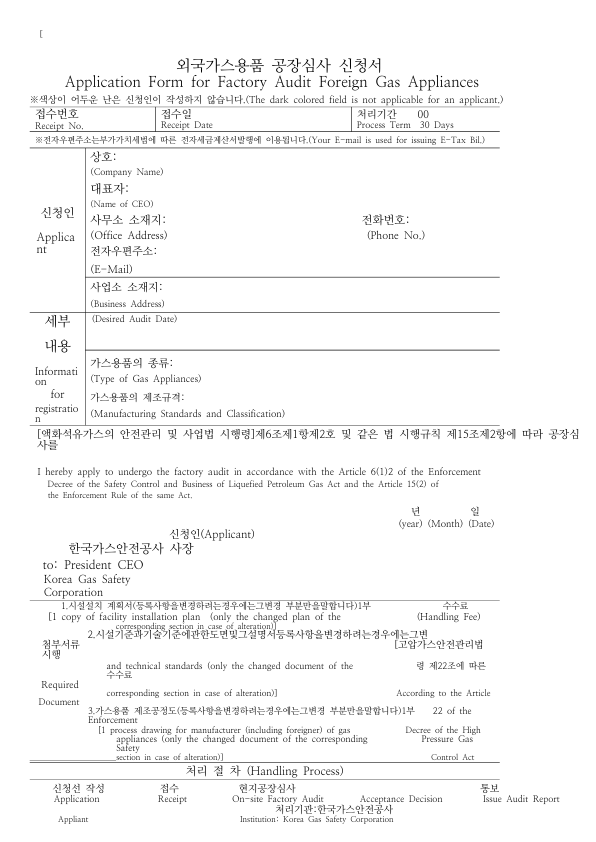 [
외국가스용품 공장심사 신청서
Application Form for Factory Audit Foreign Gas Appliances
※색상이 어두운 난은 신청인이 작성하지 않습니다.(The dark colored field is not applicable for an applicant.)
접수번호 접수일 처리기간 00
Receipt No. Receipt Date Process Term 30 Days
※전자우편주소는부가가치세법에 따른 전자세금계산서발행에 이용됩니다.(Your E-mail is used for issuing E-Tax Bil.)
상호:
(Company Name)
대표자:
(Name of CEO)
신청인
사무소 소재지: 전화번호:
Applica (Office Address) (Phone No.)
nt
전자우편주소:
(E-Mail)
사업소 소재지:
(Business Address)
세부 (Desired Audit Date)
내용
가스용품의 종류:
Informati
(Type of Gas Appliances)
on
for
가스용품의 제조규격:
registratio
(Manufacturing Standards and Classification)
n
[액화석유가스의 안전관리 및 사업법 시행령]제6조제1항제2호 및 같은 법 시행규칙 제15조제2항에 따라 공장심
사를
I hereby apply to undergo the factory audit in accordance with the Article 6(1)2 of the Enforcement
Decree of the Safety Control and Business of Liquefied Petroleum Gas Act and the Article 15(2) of
the Enforcement Rule of the same Act.
년 일
(year) (Month) (Date)
신청인(Applicant)
한국가스안전공사 사장
to: President CEO
Korea Gas Safety
Corporation
1.시설설치 계획서(등록사항을변경하려는경우에는그변경 부분만을말합니다)1부 수수료
[1 copy of facility installation plan (only the changed plan of the (Handling Fee)
corresponding section in case of alteration)]
2.시설기준과기술기준에관한도면및그설명서등록사항을변경하려는경우에는그변
첨부서류 [고압가스안전관리법
시행
and technical standards (only the changed document of the 령 제22조에 따른
수수료
Required
corresponding section in case of alteration)] According to the Article
Document
3.가스용품 제조공정도(등록사항을변경하려는경우에는그변경 부분만을말합니다)1부 22 of the
Enforcement
[1 process drawing for manufacturer (including foreigner) of gas Decree of the High
appliances (only the changed document of the corresponding Pressure Gas
Safety
section in case of alteration)] Control Act
처 리 절 차 (Handling Process)
신청선 작성 접수 현지공장심사 통보
Application Receipt On-site Factory Audit Acceptance Decision Issue Audit Report
처리기관:한국가스안전공사
Appliant Institution: Korea Gas Safety Corporation